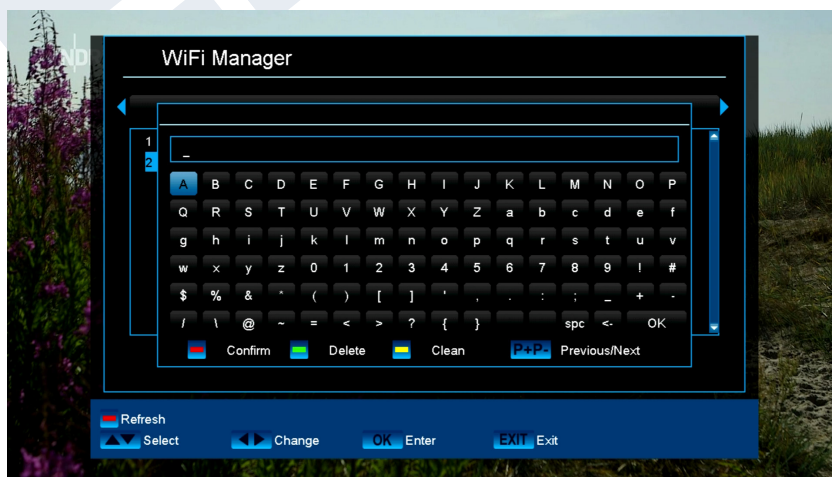 WiFi Manager
1
2
_
A B C D E F G H I J K L M N O P
Q R S T U V W X Y Z a b c d e f
g h i j k l m n o p q r s t u v
w x y z 0 1 2 3 4 5 6 7 8 9 ! #
$ % & * ( ) [ ] ' , . : ; _ + -
/ \ @ ~ = < > ? { } spc <- OK
Confirm Delete Clean P+P- Previous/Next
Refresh
Select Change OK Enter EXIT Exit